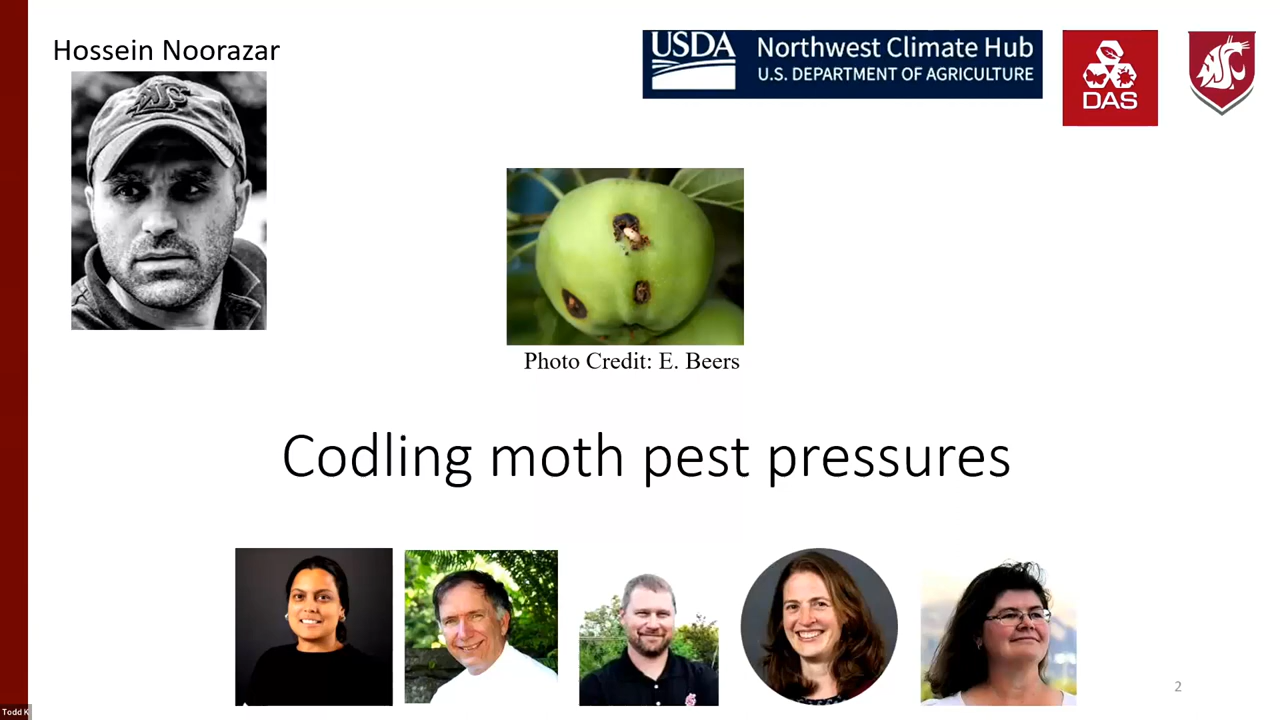 Hossein Noorazar
USDA
Northwest Climate Hub
U.S. DEPARTMENT OF AGRICULTURE
DAS
Photo Credit: E. Beers
Codling moth pest pressures
2
Todd K